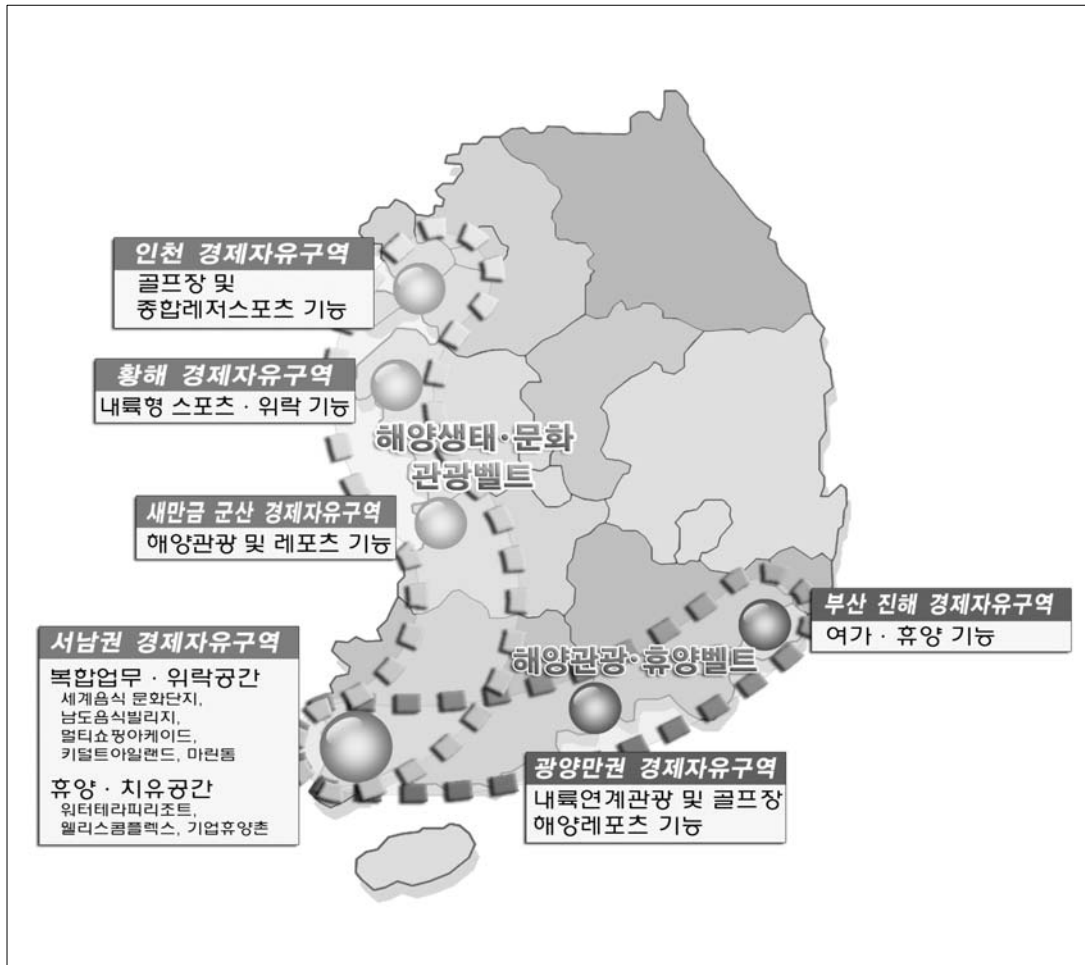 인천 경제자유구역
골프장 및
종합레저스포츠 기능
황해 경제자유구역
내륙형 스포츠 · 위락 기능
해양생태·문화
관광벨트
새만금 군산 경제자유구역
해양관광 및 레포츠 기능
부산 진해 경제자유구역
여가 · 휴양 기능
서남권 경제자유구역
복합업무 · 위락공간
세계음식 문화단지,
남도음식빌리지,
멀티쇼핑아케이드,
키덜트아일랜드, 마린돔
휴양 · 치유공간
워터테라피리조트,
웰리스콤플렉스, 기업휴양촌
해양관광·휴양벨트
광양만권 경제자유구역
내륙연계관광 및 골프장
해양레포츠 기능